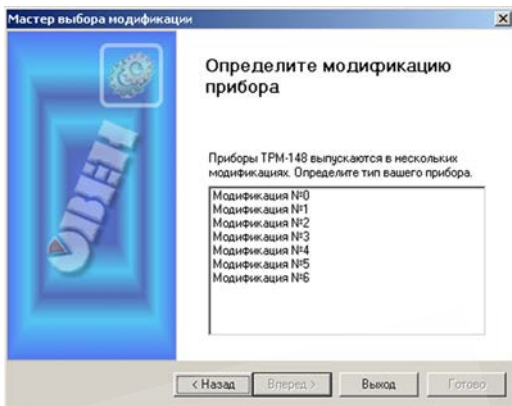 Мастер выбора модификации
ОВЕН
Определите модификацию
прибора
Приборы ТРМ-148 выпускаются в нескольких
модификациях. Определите тип вашего прибора.
Модификация №0
Модификация №1
Модификация №2
Модификация №3
Модификация №4
Модификация №5
Модификация №6
< Назад
Вперед >
Выход
Готово